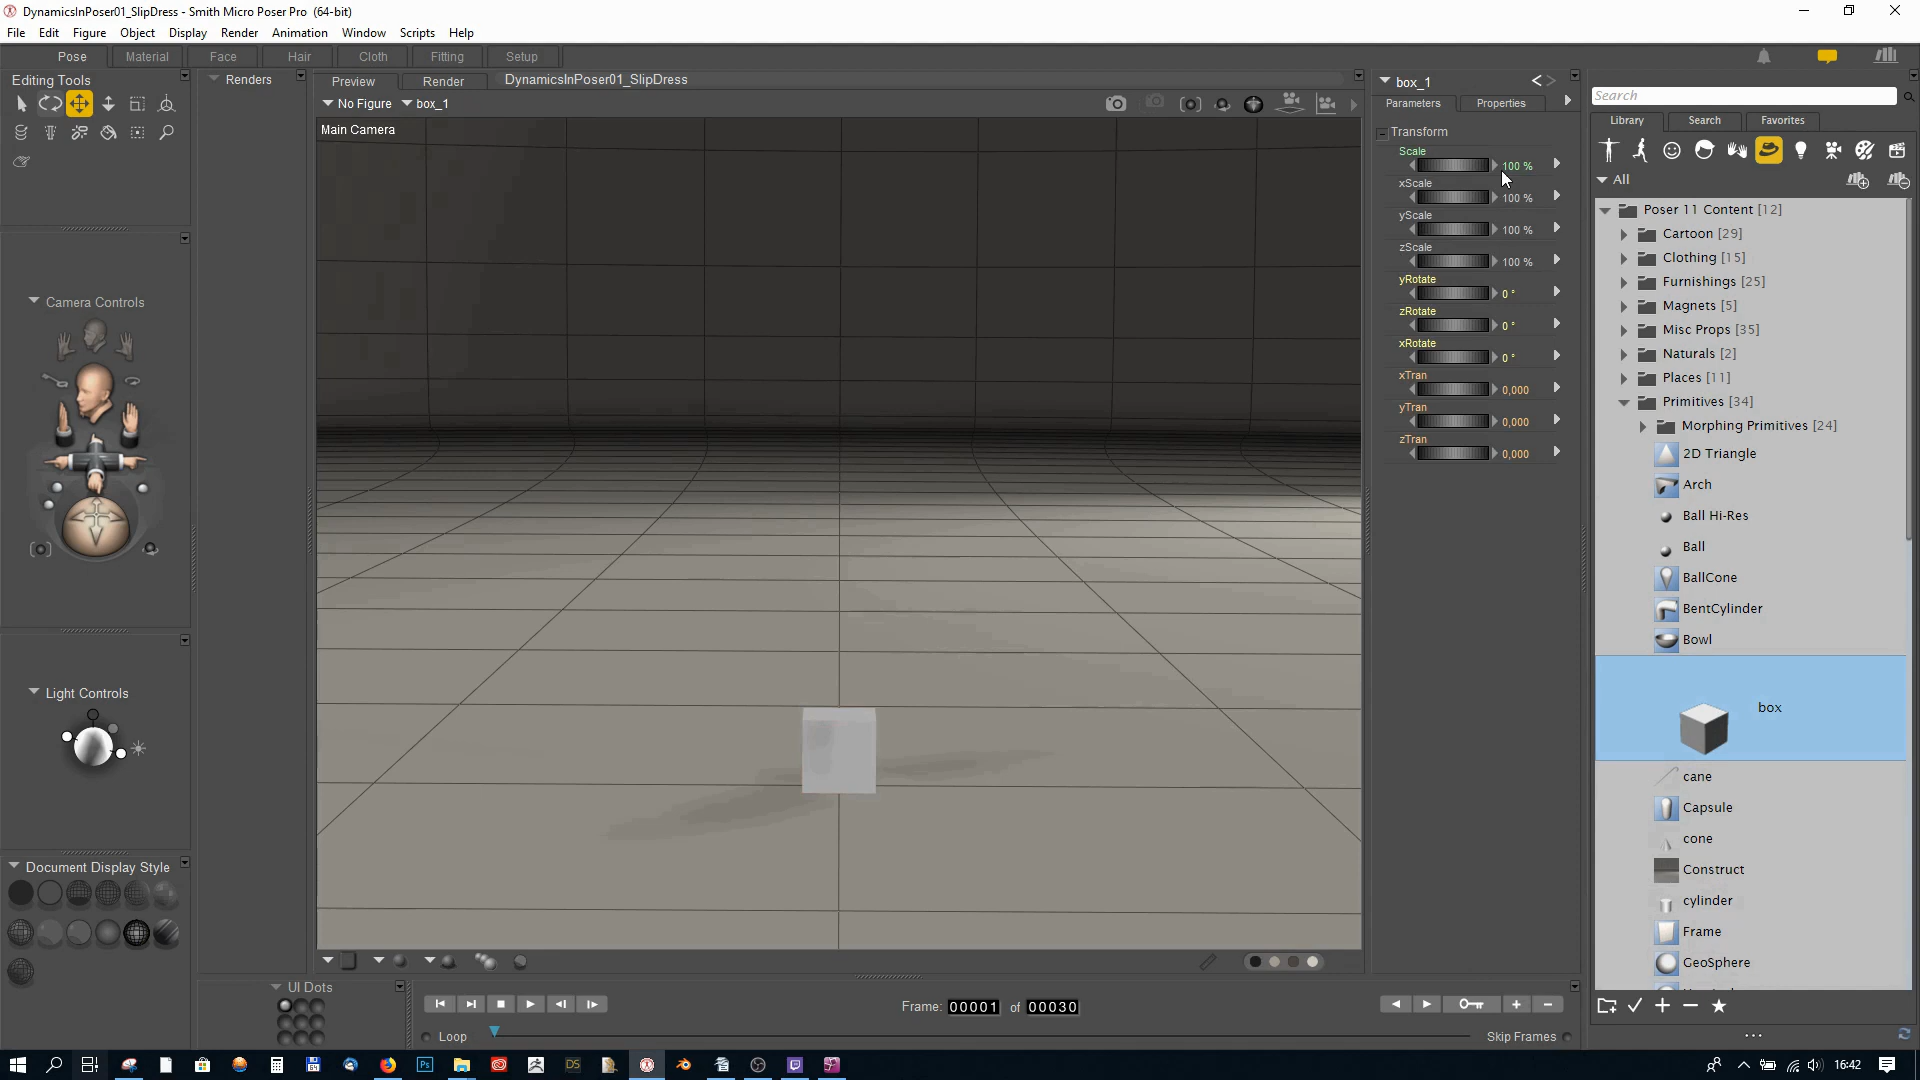 DynamicsInPoser01_SlipDress - Smith Micro Poser Pro (64-bit)
File Edit Figure Object Display Render Animation Window Scripts Help
Pose Material Face Hair Cloth Fitting Setup
Editing Tools
Renders
Preview Render DynamicsInPoser01_SlipDress
No Figure box_1
Main Camera
Camera Controls
Light Controls
Document Display Style
UI Dots
box_1
Parameters Properties
Transform
Scale
100 %
xScale
100 %
yScale
100 %
zScale
100 %
yRotate
0 °
zRotate
0 °
xRotate
0 °
xTran
0,000
yTran
0,000
zTran
0,000
Search
Library Search Favorites
All
Poser 11 Content [12]
Cartoon [29]
Clothing [15]
Furnishings [25]
Magnets [5]
Misc Props [35]
Naturals [2]
Places [11]
Primitives [34]
Morphing Primitives [24]
2D Triangle
Arch
Ball Hi-Res
Ball
BallCone
BentCylinder
Bowl
box
cane
Capsule
cone
Construct
cylinder
Frame
GeoSphere
Frame: 00001 of 00030
Loop
Skip Frames
Ps
64
DS
16:42